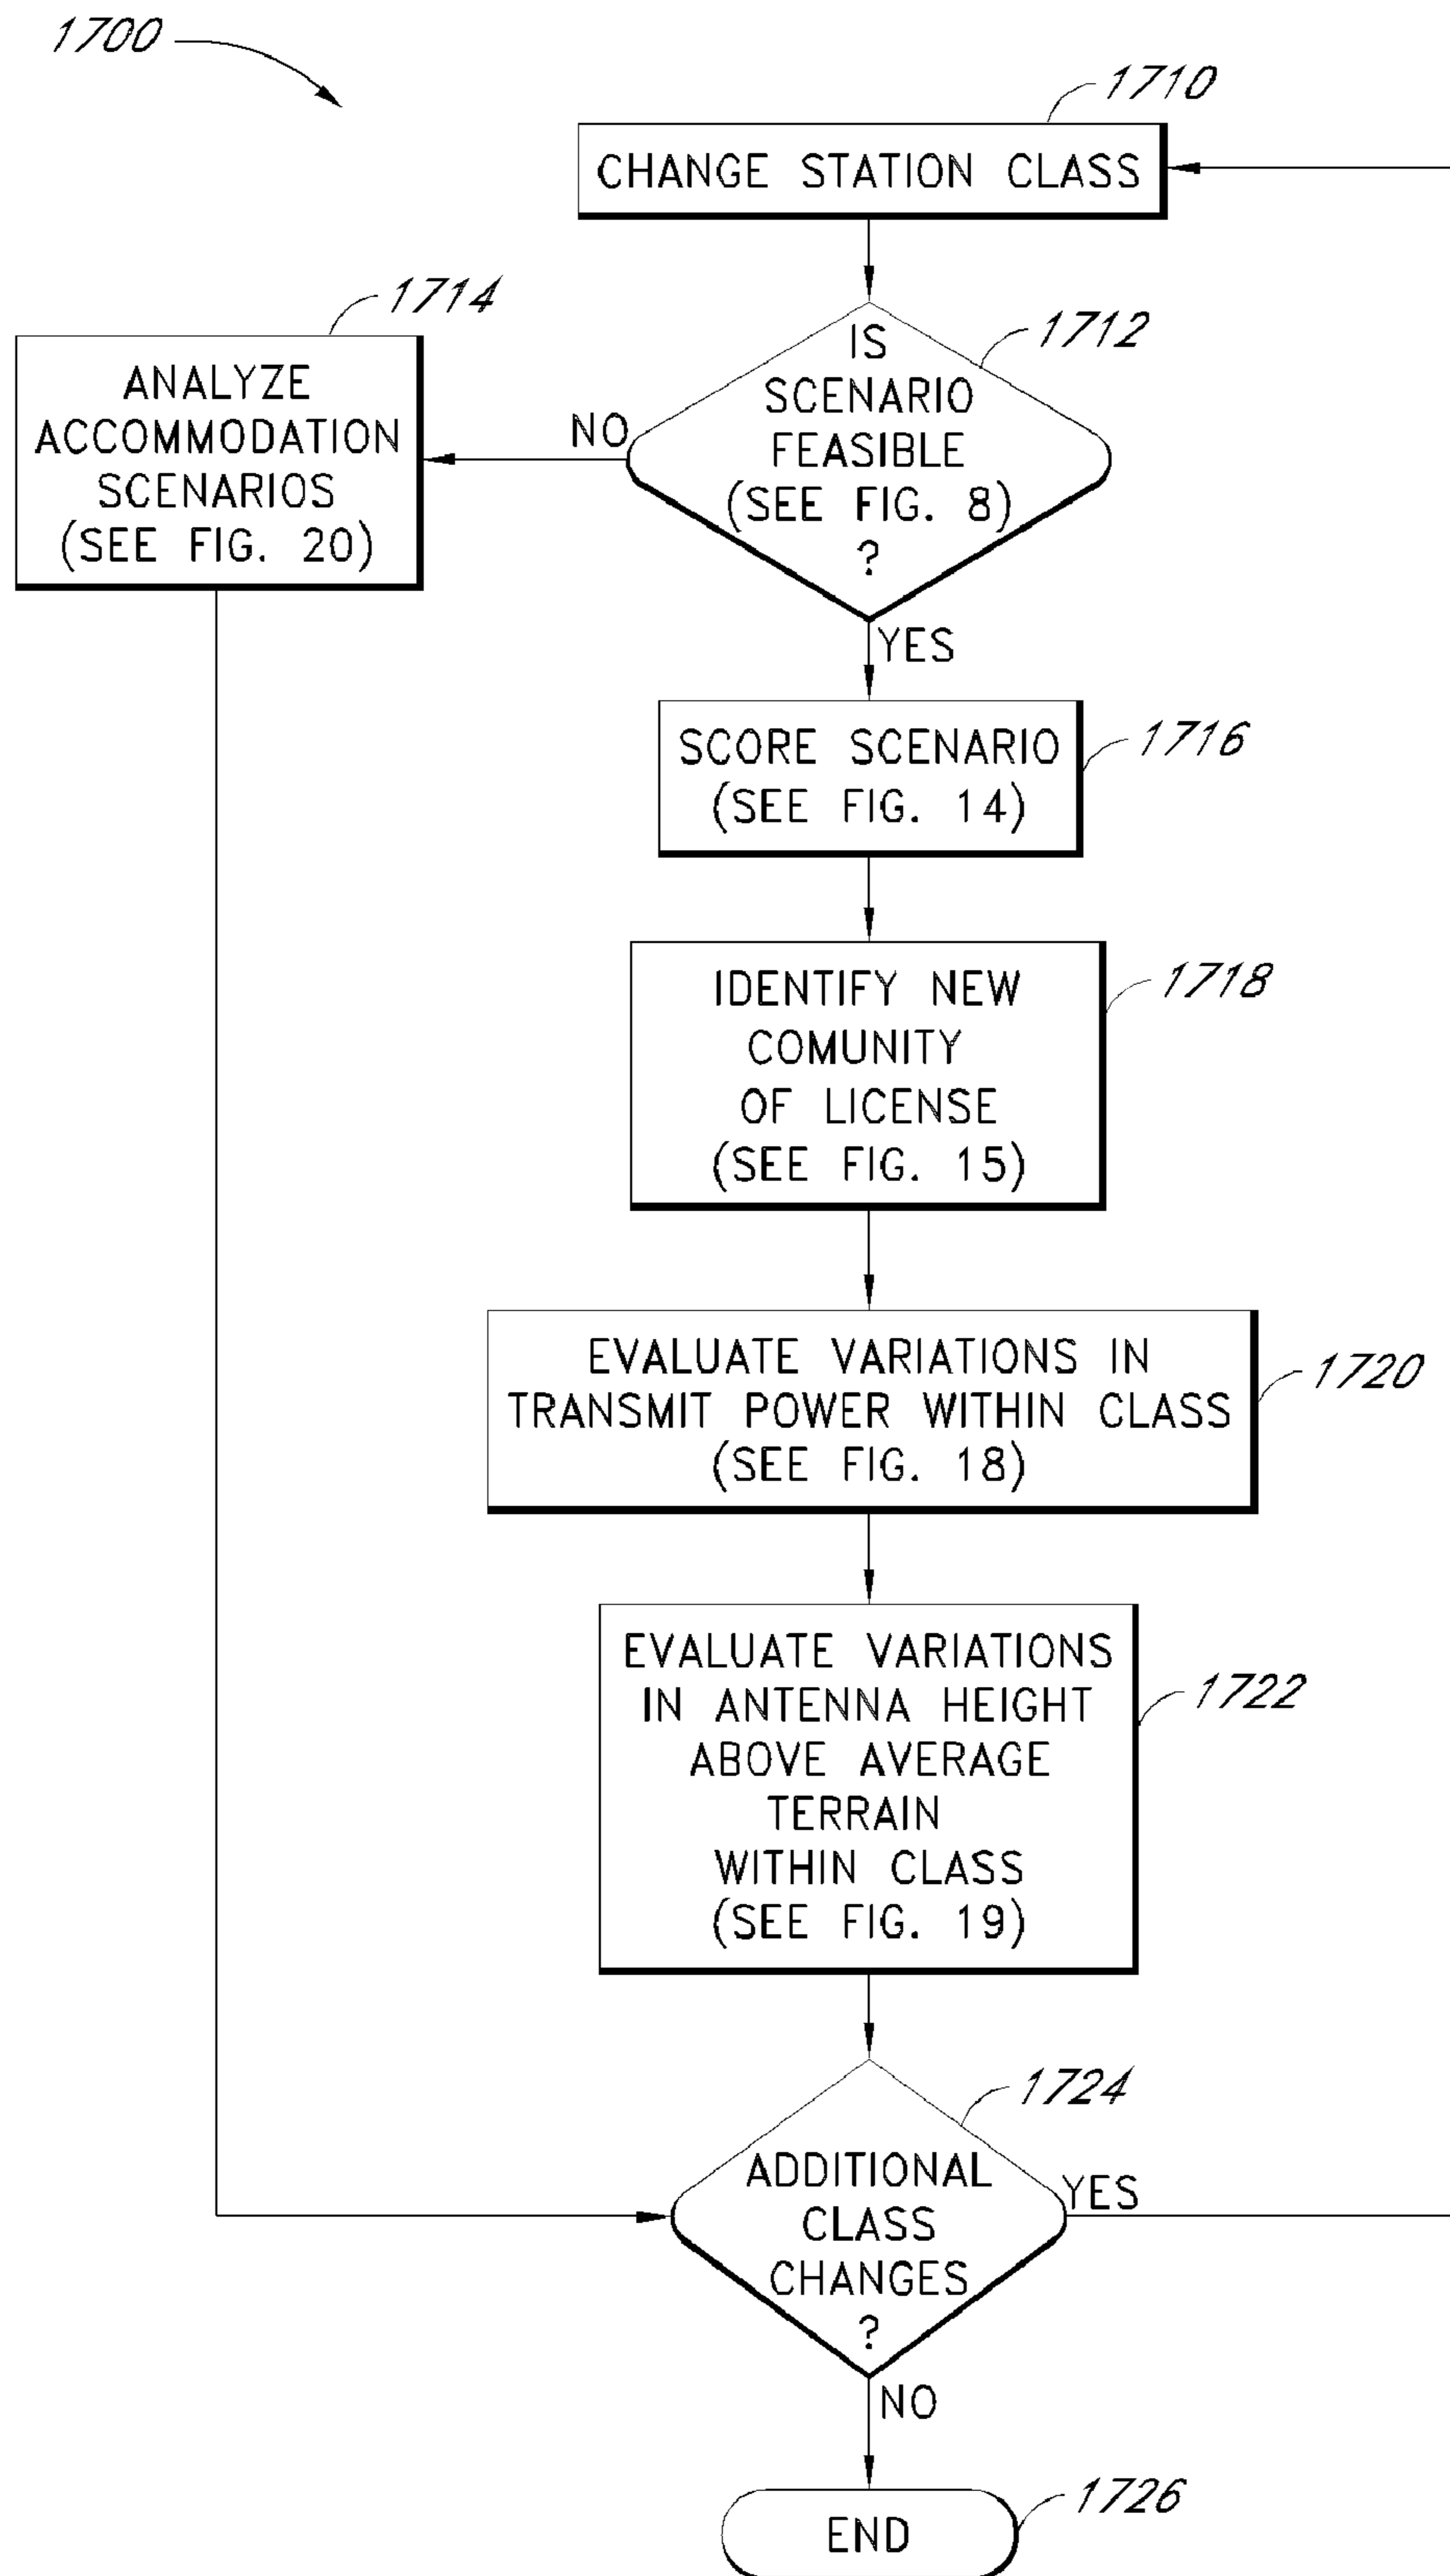 1700
1710
CHANGE STATION CLASS
1712
IS
SCENARIO
FEASIBLE
(SEE FIG. 8)
?
NO
1714
ANALYZE
ACCOMMODATION
SCENARIOS
(SEE FIG. 20)
YES
1716
SCORE SCENARIO
(SEE FIG. 14)
1718
IDENTIFY NEW
COMUNITY
OF LICENSE
(SEE FIG. 15)
1720
EVALUATE VARIATIONS IN
TRANSMIT POWER WITHIN CLASS
(SEE FIG. 18)
1722
EVALUATE VARIATIONS
IN ANTENNA HEIGHT
ABOVE AVERAGE
TERRAIN
WITHIN CLASS
(SEE FIG. 19)
1724
ADDITIONAL
CLASS
CHANGES
?
YES
NO
1726
END